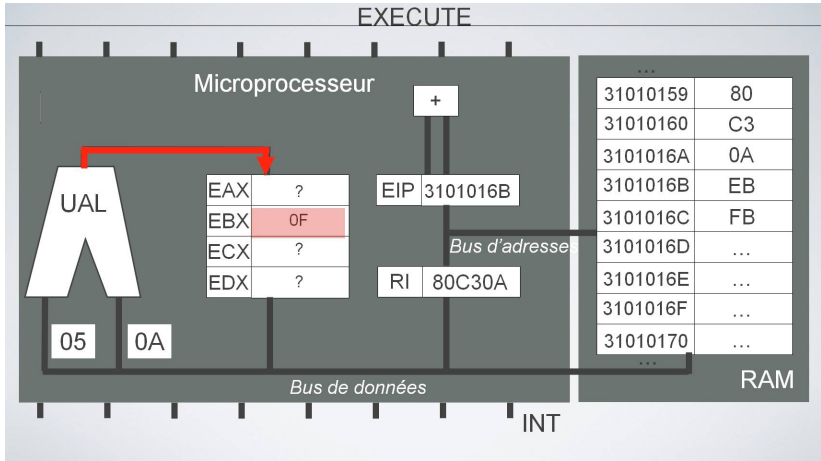 EXECUTE
Microprocesseur
+
UAL
EAX ?
EBX 0F
ECX ?
EDX ?
EIP 3101016B
Bus d'adresses
RI 80C30A
05
0A
Bus de données
INT
...
31010159 80
31010160 C3
3101016A 0A
3101016B EB
3101016C FB
3101016D ...
3101016E ...
3101016F ...
31010170 ...
...
RAM